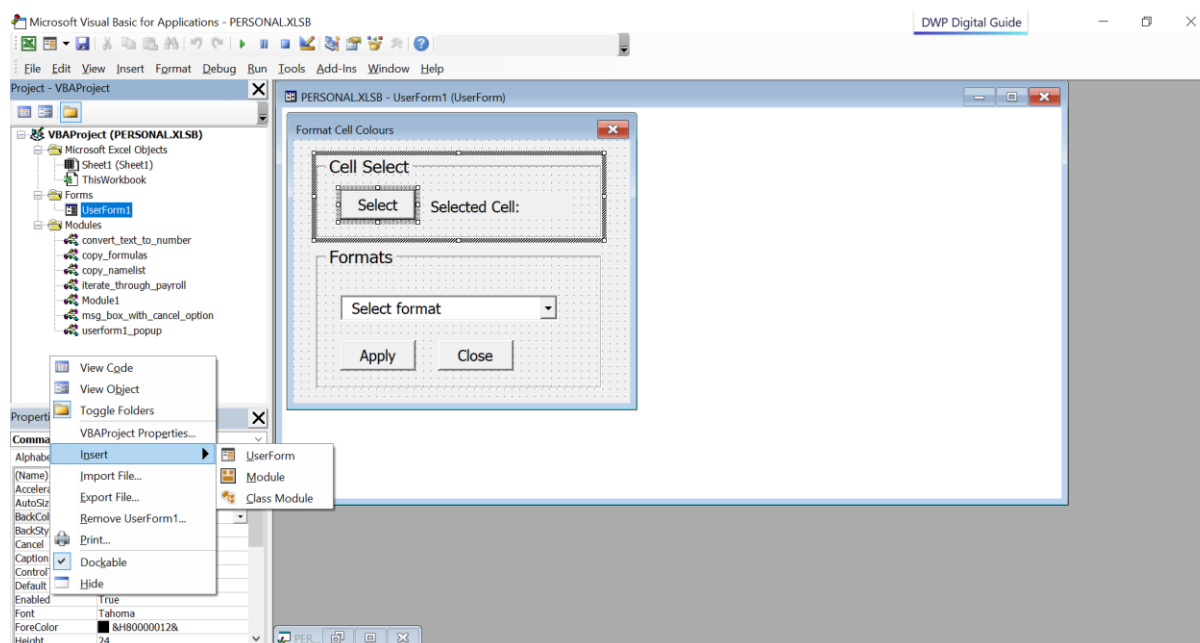 Microsoft Visual Basic for Applications - PERSONAL.XLSB
DWP Digital Guide
File Edit View Insert Format Debug Run Tools Add-Ins Window Help
Project - VBAProject
VBAProject (PERSONAL.XLSB)
Microsoft Excel Objects
Sheet1 (Sheet1)
ThisWorkbook
Forms
UserForm1
Modules
convert_text_to_number
copy_formulas
copy_namelist
Iterate_through_payroll
Module1
msg_box_with_cancel_option
userform1_popup
View Code
View Object
Toggle Folders
VBAProject Properties...
Insert
Import File...
Export File...
Remove UserForm1...
Print...
Dockable
Hide
UserForm
Module
Class Module
Properti
Comma
Alphabe
(Name)
Accelera
AutoSiz
BackCol
BackSty
Cancel
Caption
Control
Default
Enabled True
Font Tahoma
ForeColor &H80000012&
Height 24
PERSONAL.XLSB - UserForm1 (UserForm)
Format Cell Colours
Cell Select
Select Selected Cell:
Formats
Select format
Apply Close
PER...